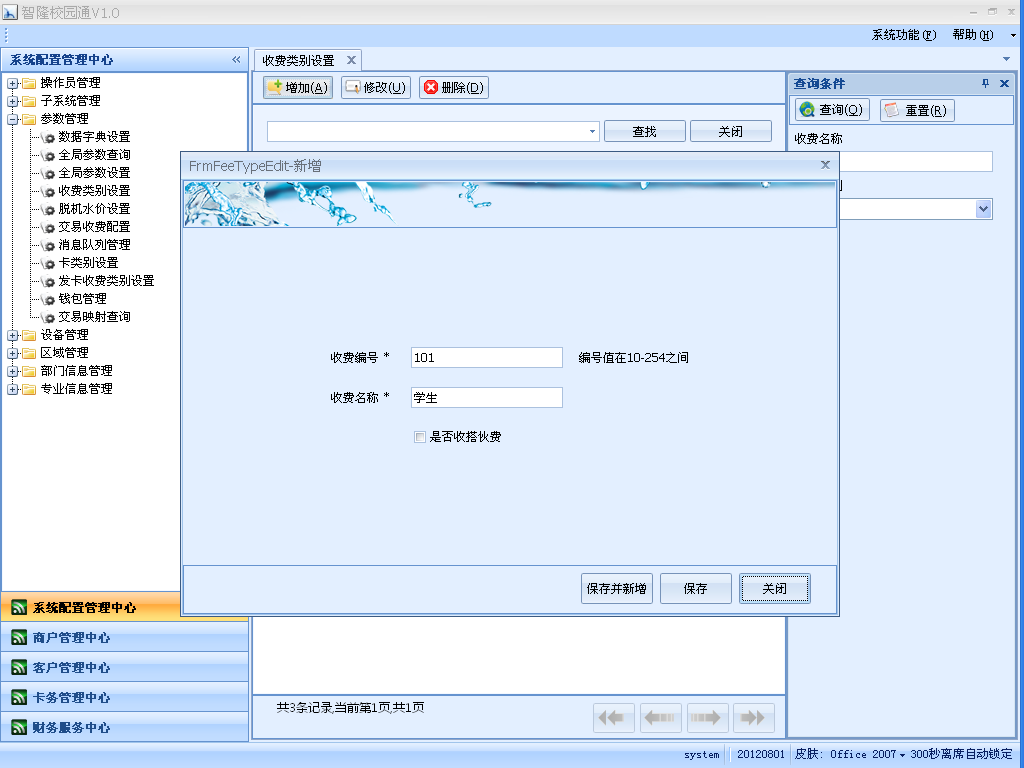 智隆校园通V1.0
系统功能(F) 帮助(H)
系统配置管理中心
收费类别设置
操作员管理
子系统管理
参数管理
数据字典设置
全局参数查询
全局参数设置
收费类别设置
脱机水价设置
交易收费配置
消息队列管理
卡类别设置
发卡收费类别设置
钱包管理
交易映射查询
设备管理
区域管理
部门信息管理
专业信息管理
系统配置管理中心
商户管理中心
客户管理中心
卡务管理中心
财务服务中心
增加(A) 修改(U) 删除(D)
查找 关闭
查询条件
查询(Q) 重置(R)
收费名称
FrmFeeTypeEdit-新增
收费编号 * 101 编号值在10-254之间
收费名称 * 学生
是否收搭伙费
保存并新增 保存 关闭
共3条记录,当前第1页,共1页
system 20120801 皮肤: Office 2007 300秒离席自动锁定